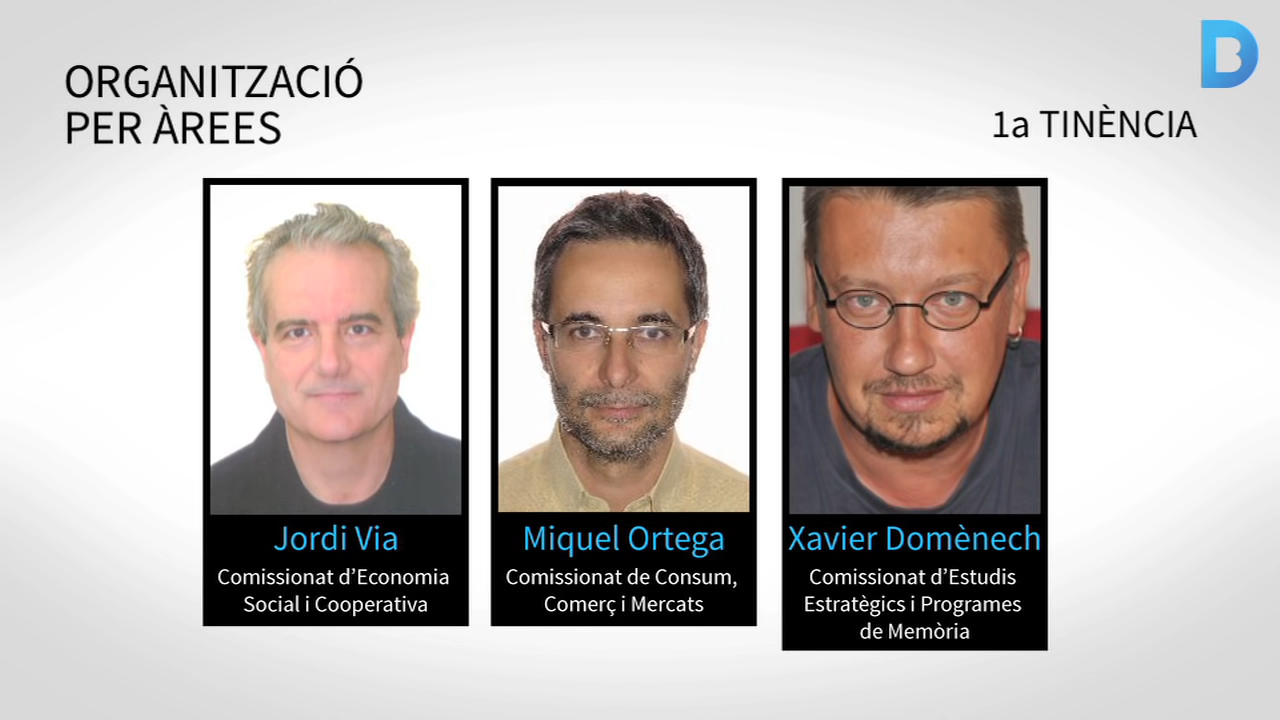 ORGANITZACIÓ
PER ÀREES
1a TINÈNCIA
B
Jordi Via
Comissionat d’Economia
Social i Cooperativa
Miquel Ortega
Comissionat de Consum,
Comerç i Mercats
Xavier Domènech
Comissionat d’Estudis
Estratègics i Programes
de Memòria